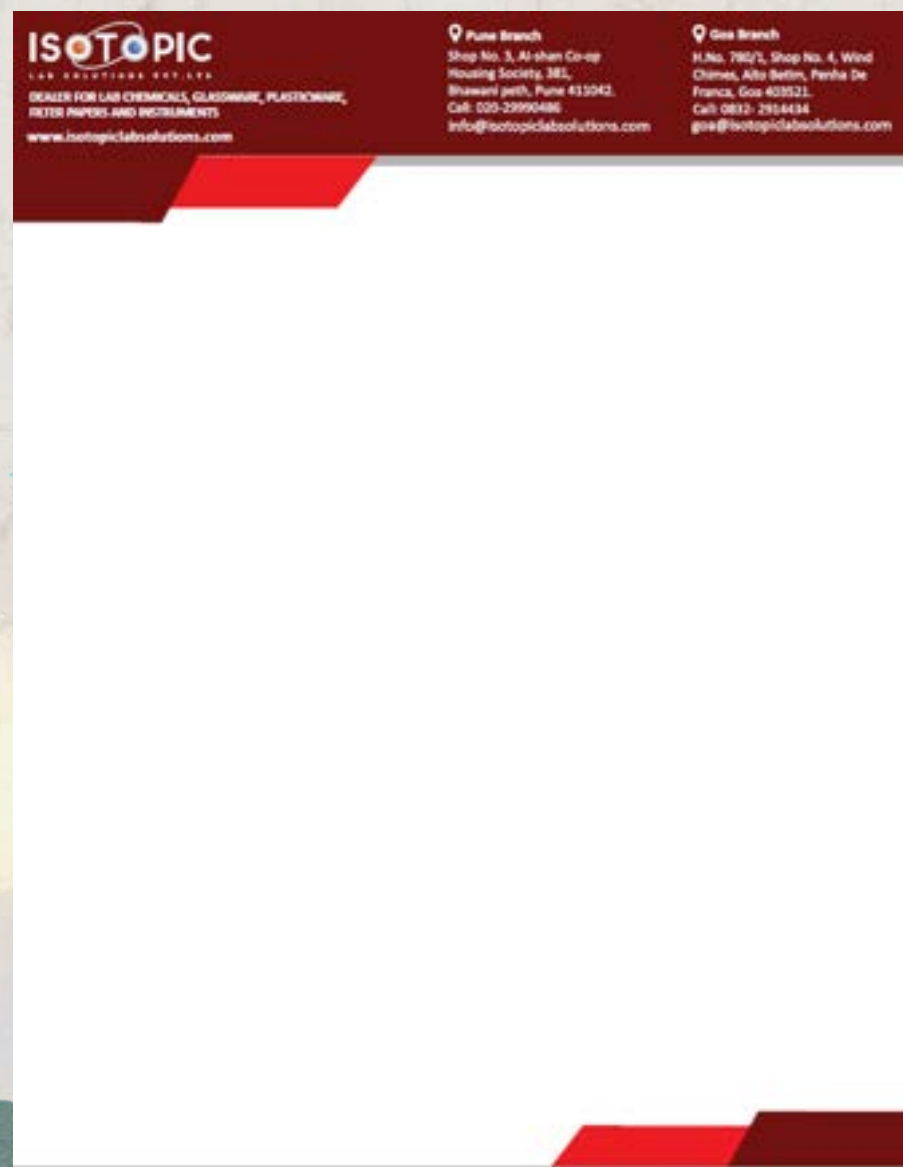 ISOTOPIC
LAB SOLUTIONS PVT.LTD
DEALER FOR LAB CHEMICALS, GLASSWARE, PLASTICWARE,
FILTER PAPERS AND INSTRUMENTS
www.isotopiclabsolutions.com
Pune Branch
Shop No. 3, Al-shan Co-op
Housing Society, 381,
Bhawani peth, Pune 411042.
Call: 020-29990486
info@isotopiclabsolutions.com
Goa Branch
H.No. 780/1, Shop No. 4, Wind
Chimes, Alto Betim, Penha De
Franca, Goa 403521.
Call: 0832- 2914434
goa@isotopiclabsolutions.com